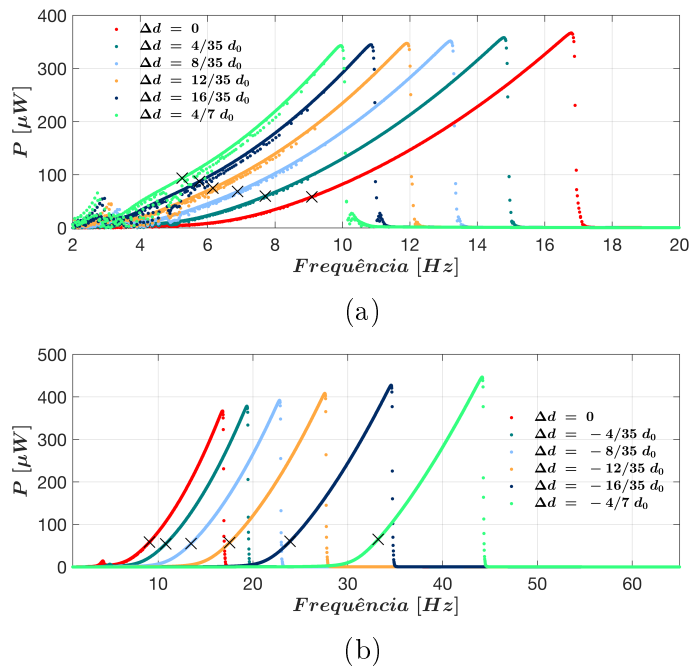 400
300
200
100
0
P [μW]
Δd = 0
Δd = 4/35 d₀
Δd = 8/35 d₀
Δd = 12/35 d₀
Δd = 16/35 d₀
Δd = 4/7 d₀
2 4 6 8 10 12 14 16 18 20
Frequência [Hz]
(a)
500
400
300
200
100
0
P [μW]
Δd = 0
Δd = − 4/35 d₀
Δd = − 8/35 d₀
Δd = − 12/35 d₀
Δd = − 16/35 d₀
Δd = − 4/7 d₀
10 20 30 40 50 60
Frequência [Hz]
(b)